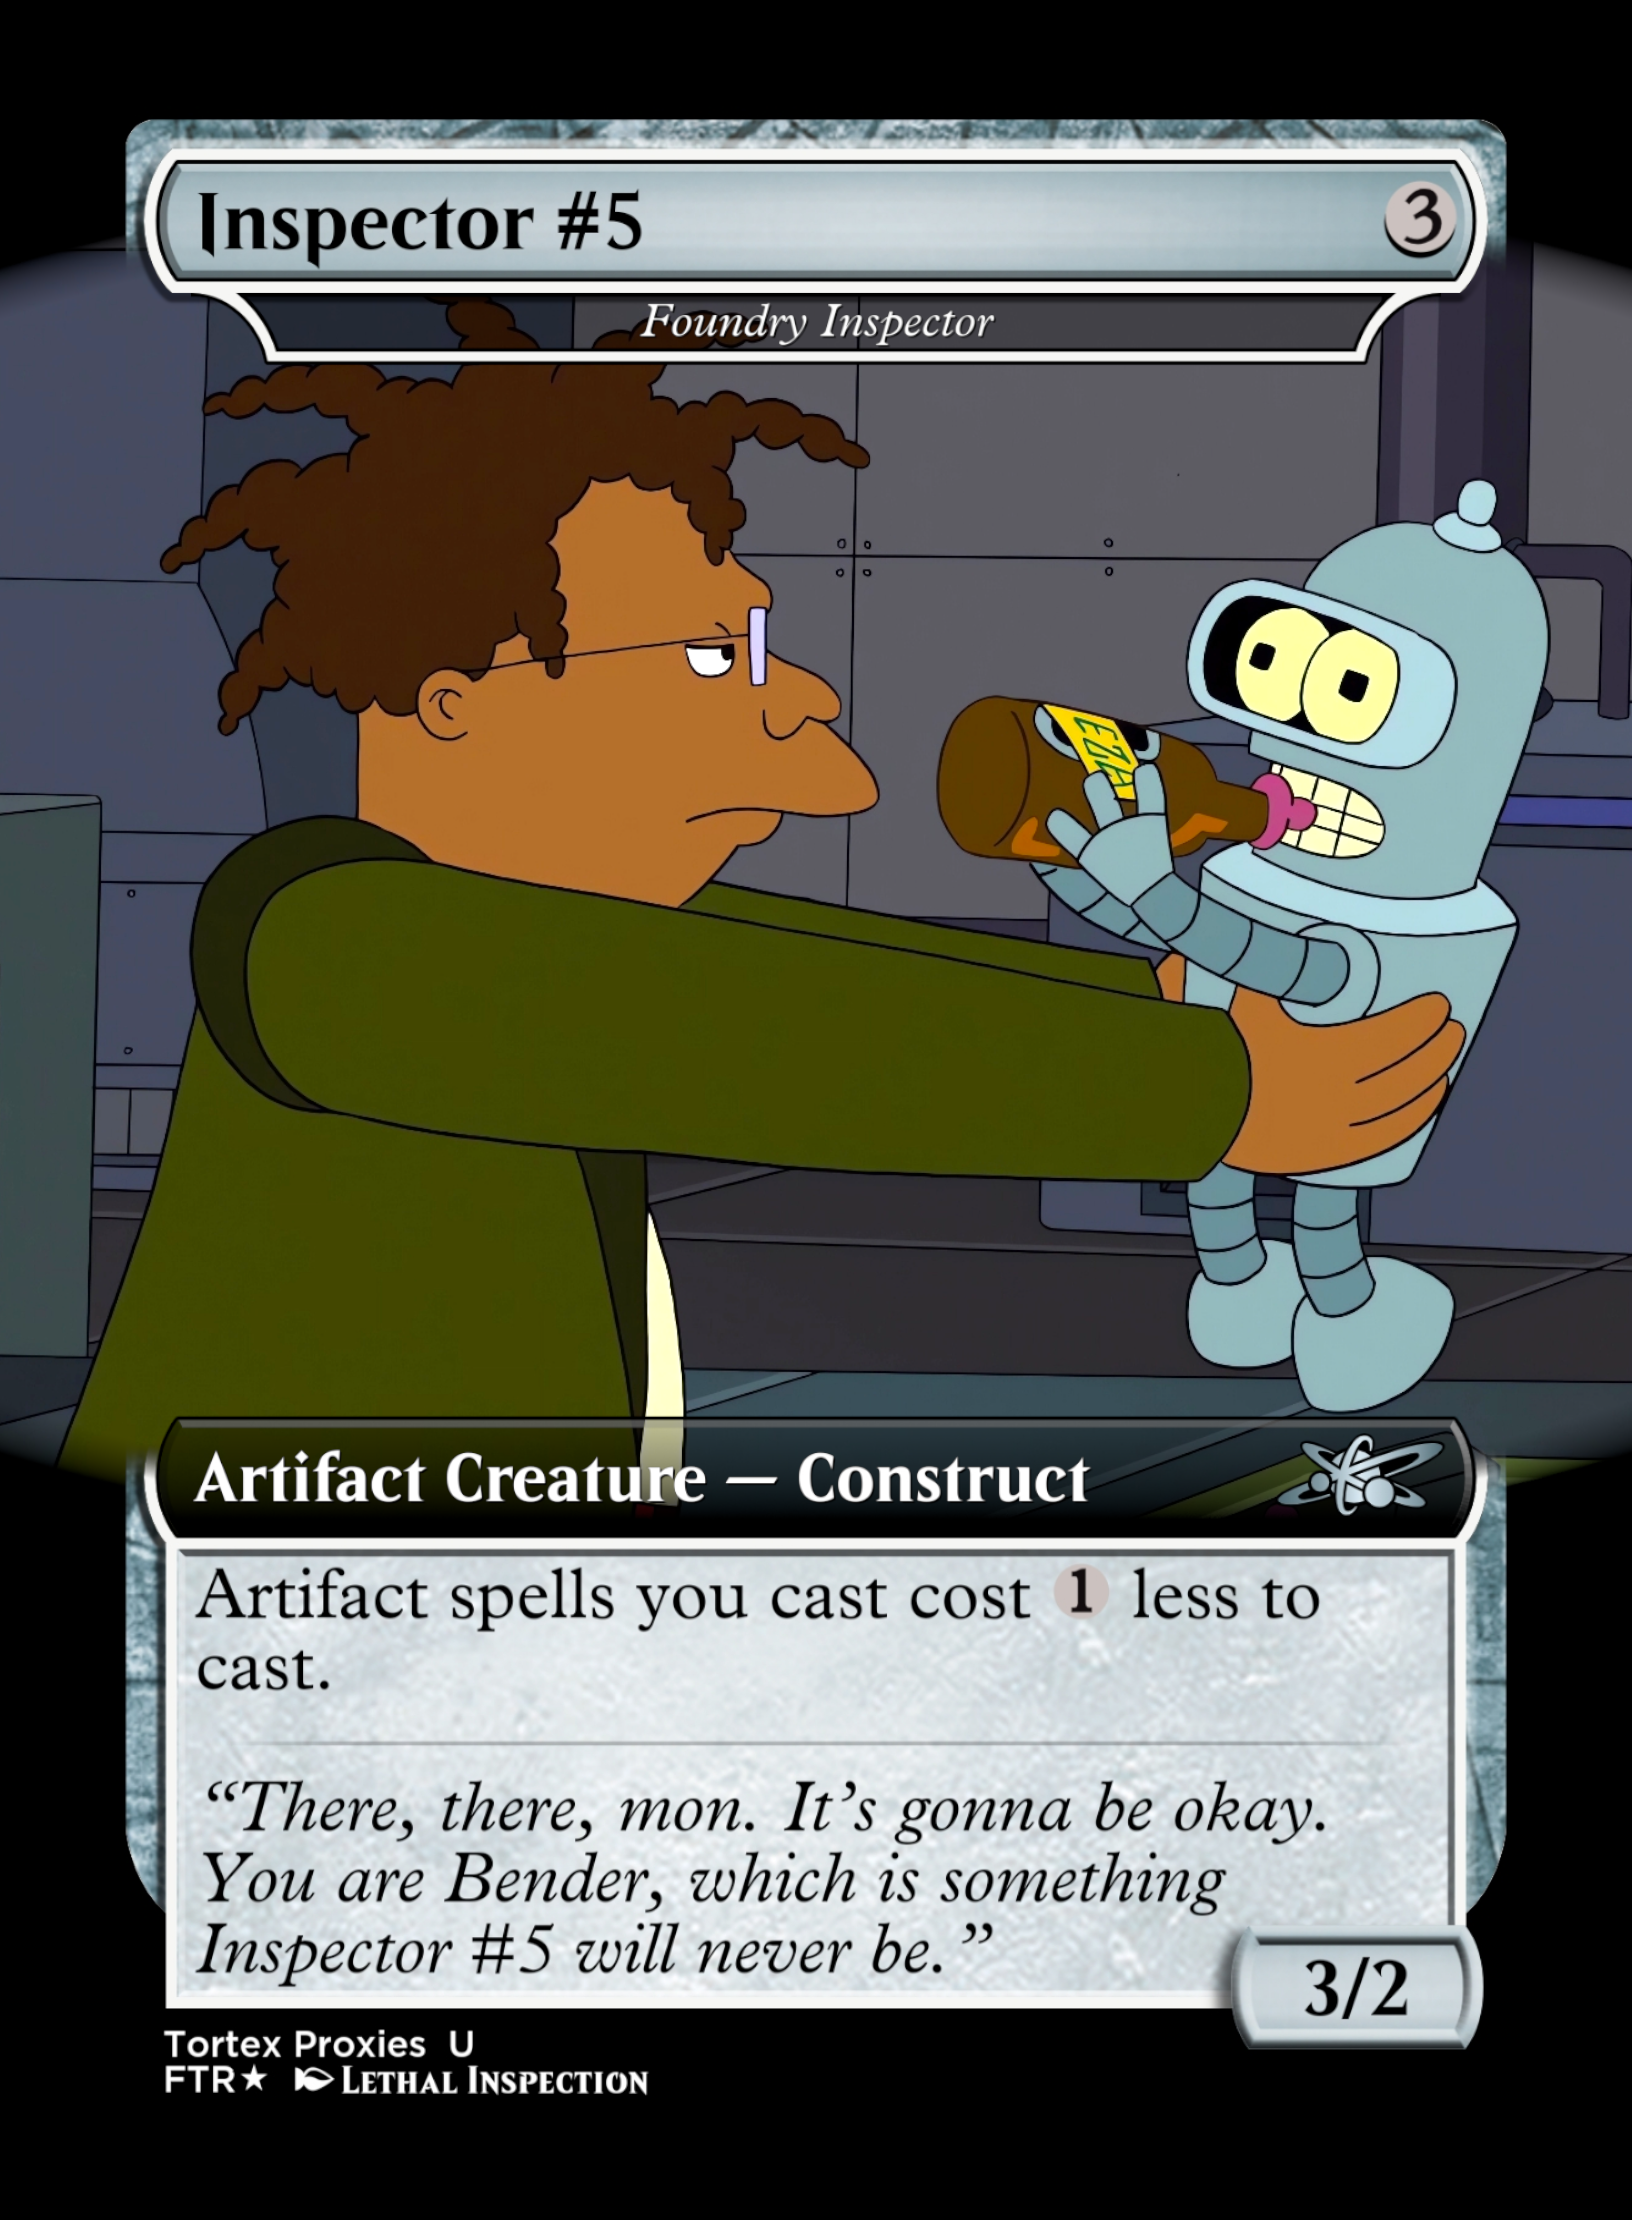 Inspector #5
3
Foundry Inspector
Artifact Creature — Construct
Artifact spells you cast cost 1 less to
cast.
“There, there, mon. It’s gonna be okay.
You are Bender, which is something
Inspector #5 will never be.”
3/2
Tortex Proxies U
FTR★ LETHAL INSPECTION